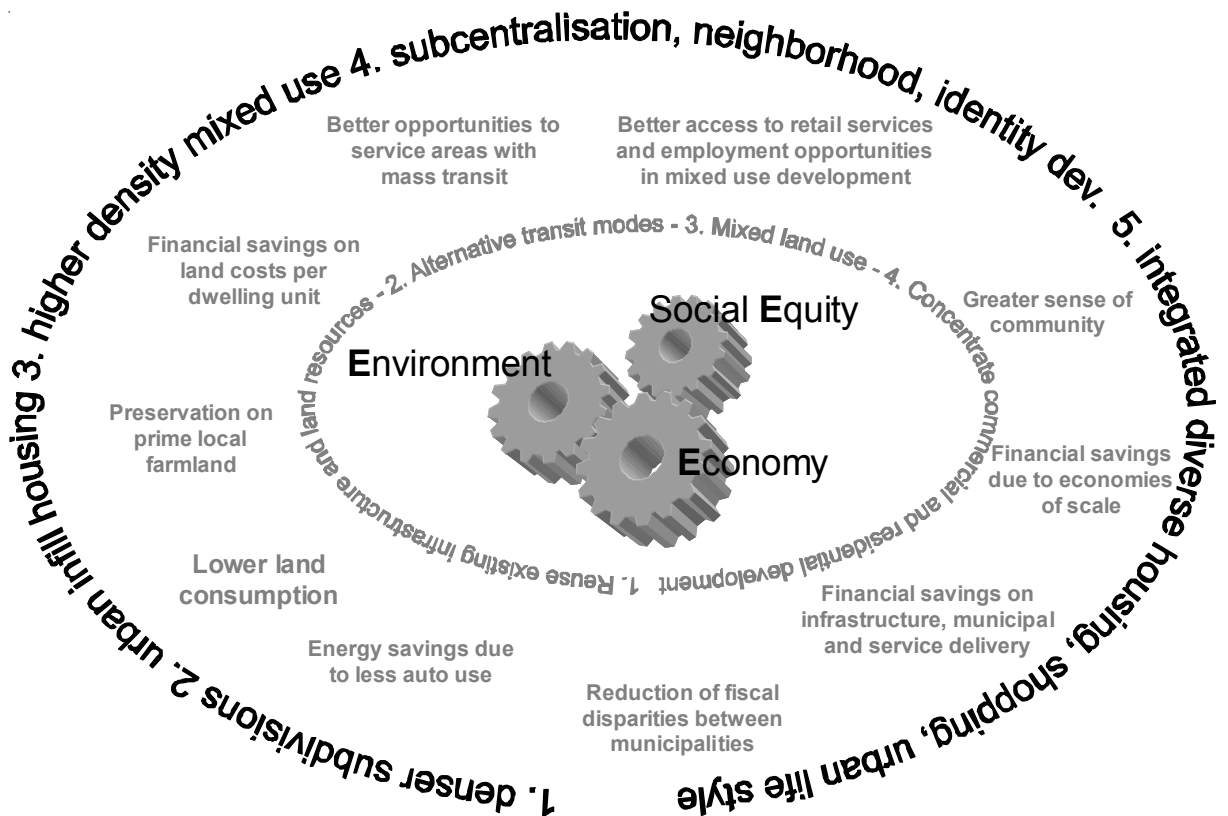 1. denser subdivisions 2. urban infill housing 3. higher density mixed use 4. subcentralisation, neighborhood, identity dev. 5. integrated diverse housing, shopping, urban life style
Better opportunities to
service areas with
mass transit
Better access to retail services
and employment opportunities
in mixed use development
Financial savings on
land costs per
dwelling unit
Greater sense of
community
Preservation on
prime local
farmland
Financial savings
due to economies
of scale
Lower land
consumption
Financial savings on
infrastructure, municipal
and service delivery
Energy savings due
to less auto use
Reduction of fiscal
disparities between
municipalities
1. Reuse existing infrastructure and land resources - 2. Alternative transit modes - 3. Mixed land use - 4. Concentrate commercial and residential development
Social Equity
Environment
Economy